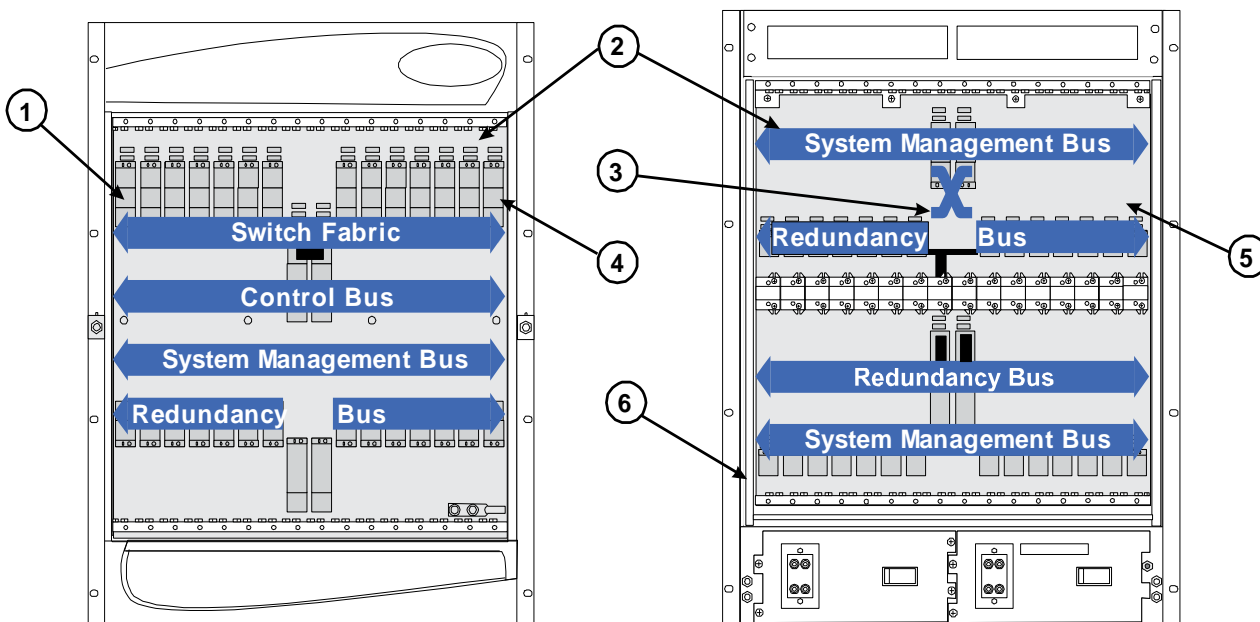 1
2
3
4
5
6
Switch Fabric
Control Bus
System Management Bus
Redundancy Bus
System Management Bus
Redundancy Bus
Redundancy Bus
System Management Bus